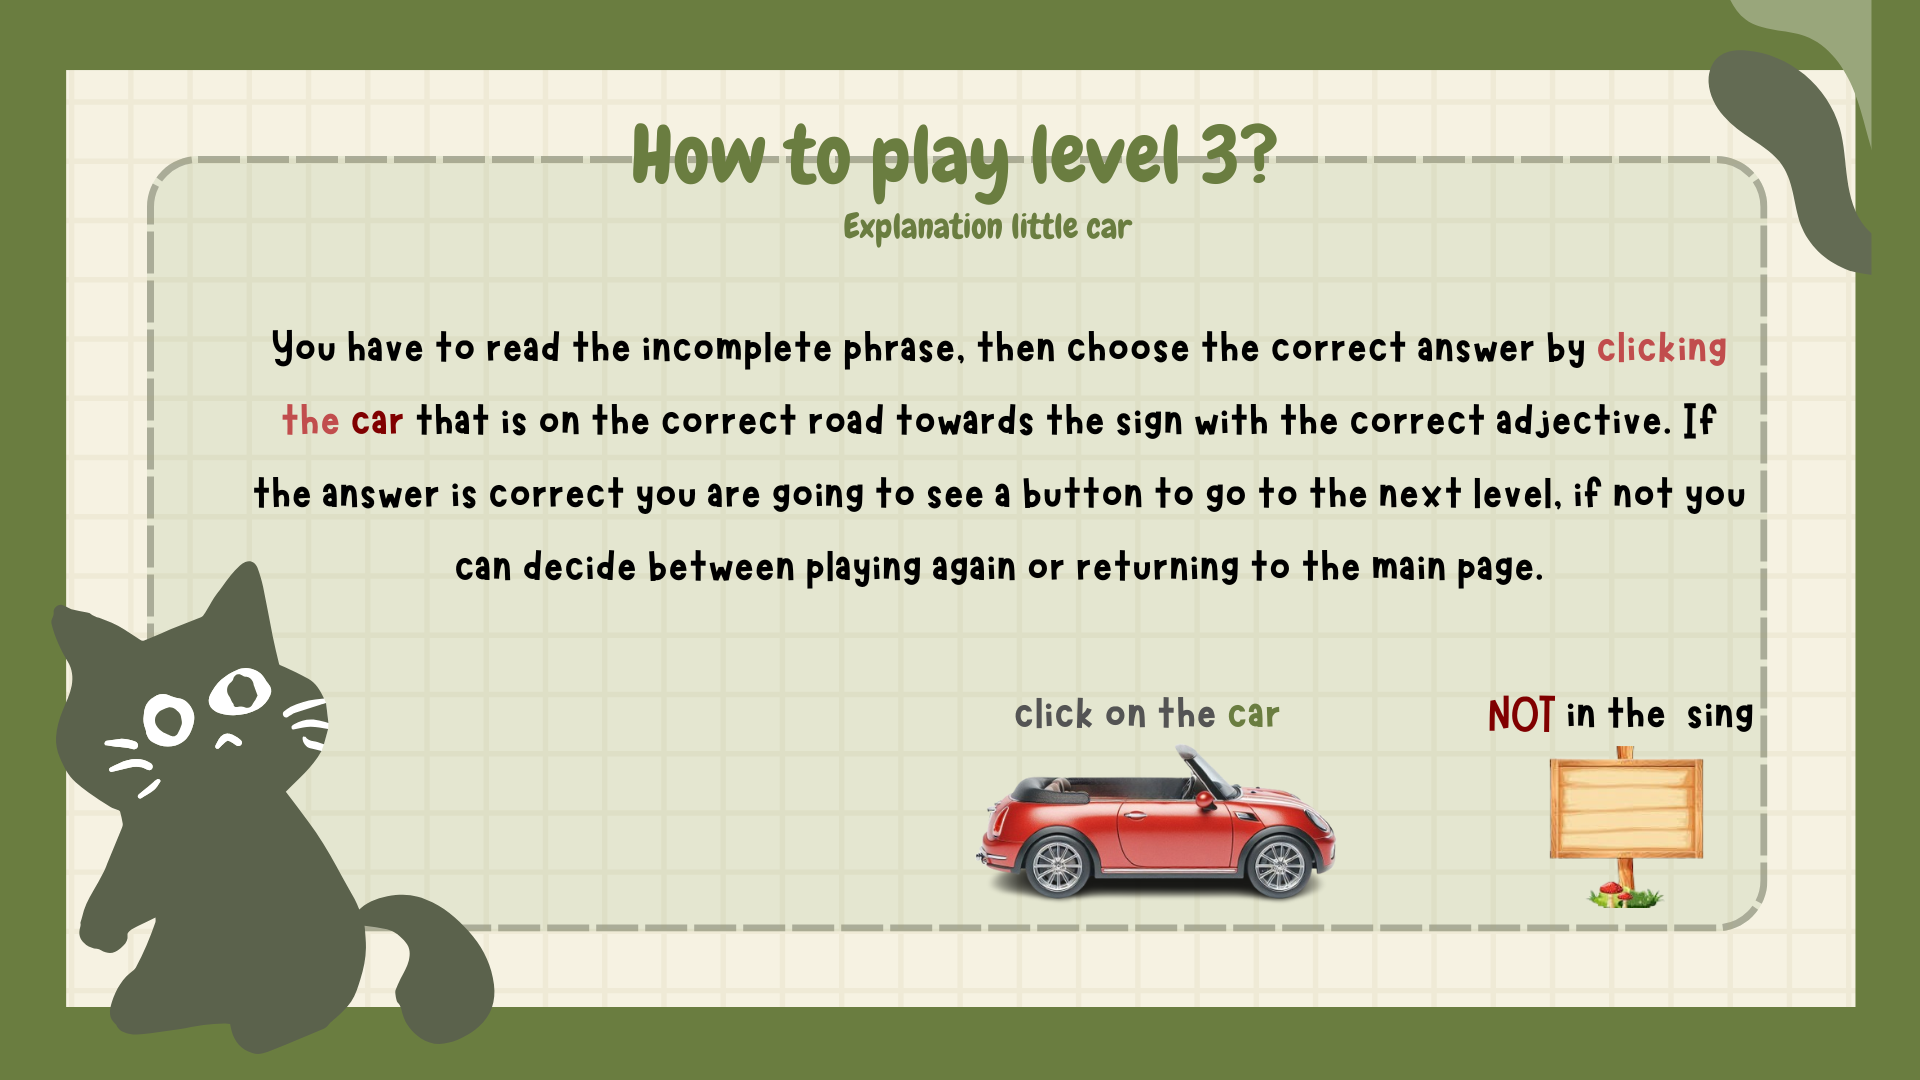 How to play level 3?
Explanation little car
You have to read the incomplete phrase, then choose the correct answer by clicking
the car that is on the correct road towards the sign with the correct adjective. If
the answer is correct you are going to see a button to go to the next level, if not you
can decide between playing again or returning to the main page.
click on the car
NOT in the sing